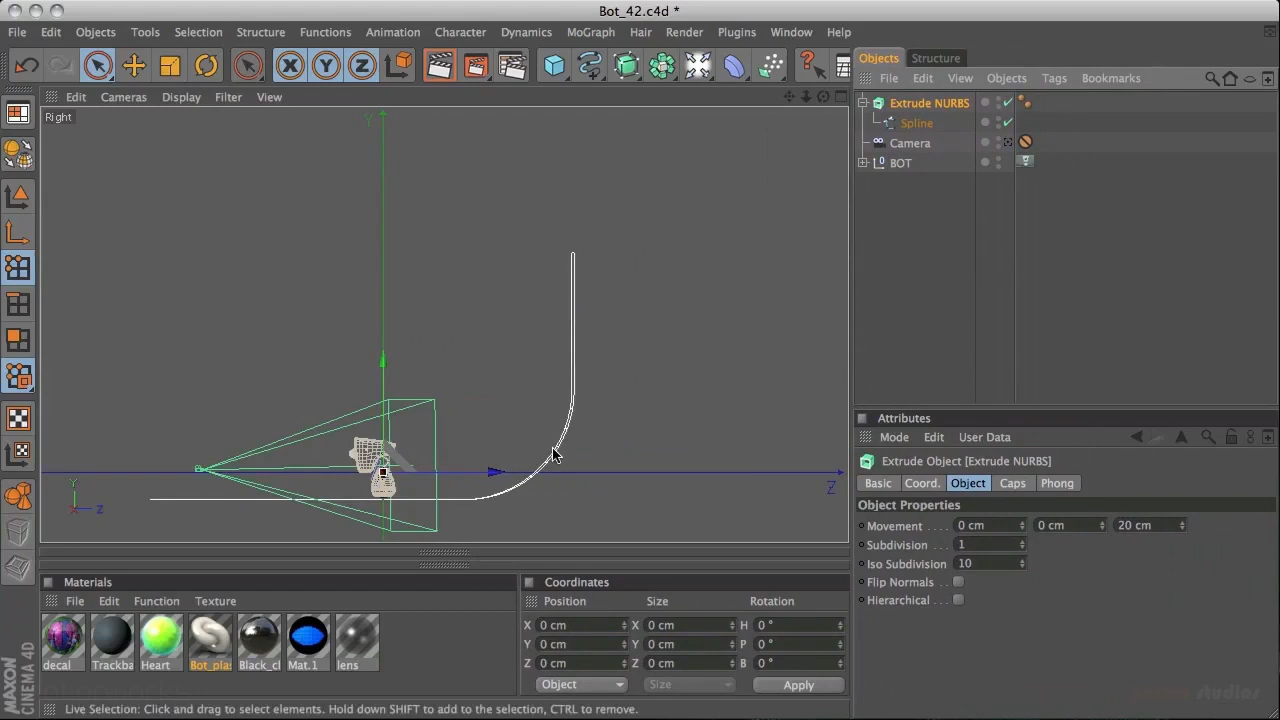 Bot_42.c4d *
File Edit Objects Tools Selection Structure Functions Animation Character Dynamics MoGraph Hair Render Plugins Window Help
X Y Z
Edit Cameras Display Filter View
Right
Y
Z
Y
Z
Objects Structure
File Edit View Objects Tags Bookmarks
Extrude NURBS
Spline
Camera
0 BOT
Attributes
Mode Edit User Data
Extrude Object [Extrude NURBS]
Basic Coord. Object Caps Phong
Object Properties
Movement . . . . 0 cm 0 cm 20 cm
Subdivision . . . 1
Iso Subdivision 10
Flip Normals . .
Hierarchical . . .
Materials
File Edit Function Texture
decal Trackba Heart Bot_plas Black_cl Mat.1 lens
Coordinates
Position Size Rotation
X 0 cm X 0 cm H 0 °
Y 0 cm Y 0 cm P 0 °
Z 0 cm Z 0 cm B 0 °
Object Size Apply
MAXON
CINEMA 4D
Live Selection: Click and drag to select elements. Hold down SHIFT to add to the selection, CTRL to remove.